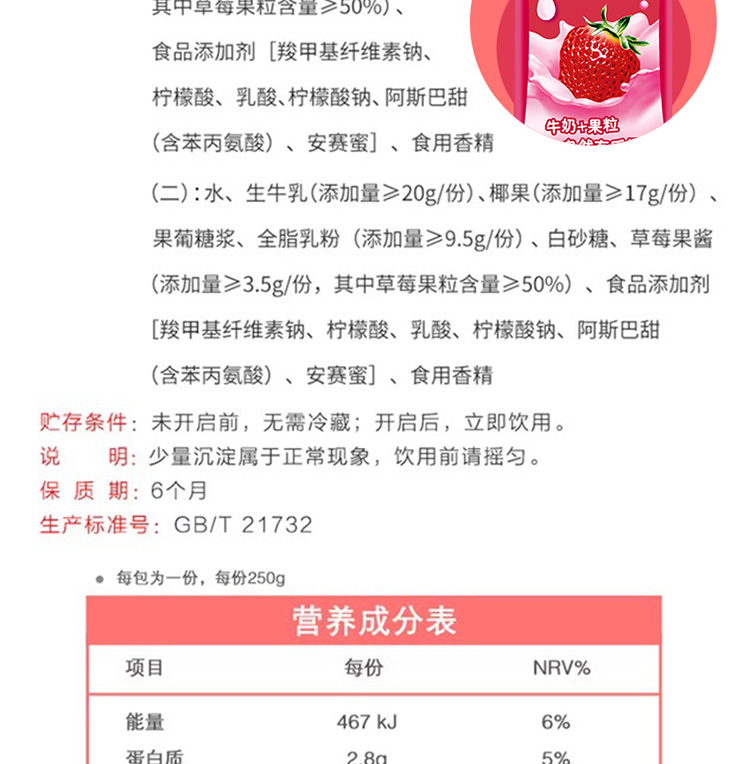 其中草莓果粒含量≥50%)、
食品添加剂 [羧甲基纤维素钠、
柠檬酸、乳酸、柠檬酸钠、阿斯巴甜
(含苯丙氨酸) 、安赛蜜] 、食用香精
牛奶+果粒
(二):水、生牛乳(添加量≥20g/份)、椰果(添加量≥17g/份) 、
果葡糖浆、全脂乳粉 (添加量≥9.5g/份) 、白砂糖、草莓果酱
(添加量≥3.5g/份, 其中草莓果粒含量≥50%) 、食品添加剂
[羧甲基纤维素钠、柠檬酸、乳酸、柠檬酸钠、阿斯巴甜
(含苯丙氨酸) 、安赛蜜] 、食用香精
贮存条件: 未开启前, 无需冷藏; 开启后, 立即饮用。
说 明: 少量沉淀属于正常现象, 饮用前请摇匀。
保 质 期: 6个月
生产标准号: GB/T 21732
● 每包为一份, 每份250g
营养成分表
项目 每份 NRV%
能量 467 kJ 6%
蛋白质 2.8g 5%